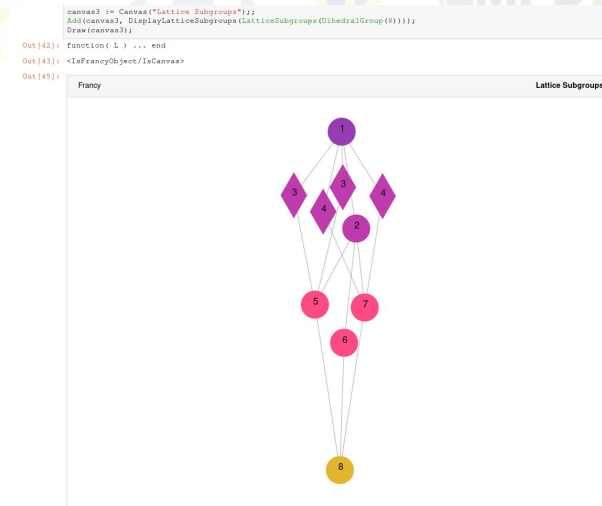 canvas3 := Canvas("Lattice Subgroups");;
Add(canvas3, DisplayLatticeSubgroups(LatticeSubgroups(DihedralGroup(8))));
Draw(canvas3);
Out[42]: function( L ) ... end
Out[43]: <IsFrancyObject/IsCanvas>
Out[45]:
Francy Lattice Subgroups
1
3
3
4
4
2
5
7
6
8